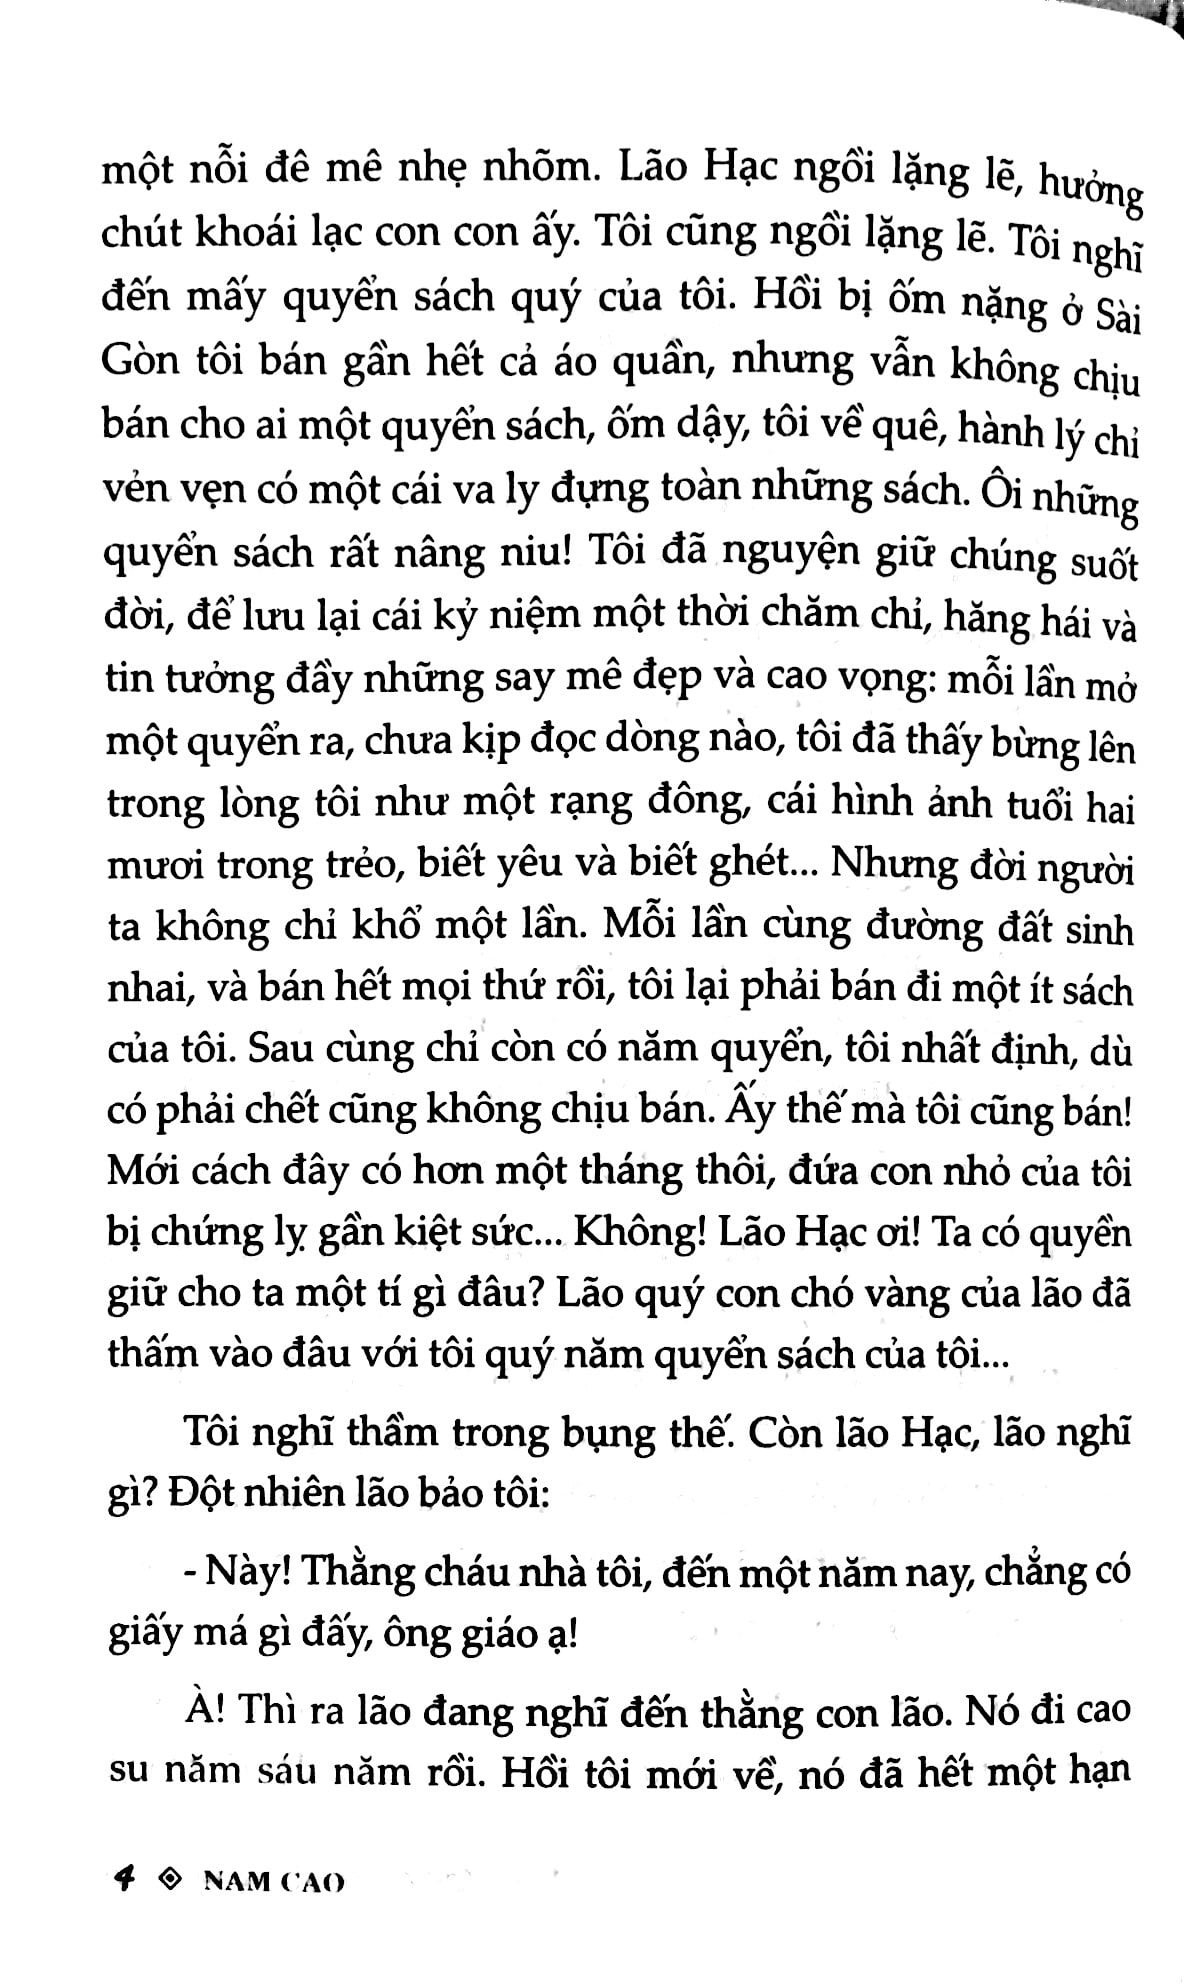 một nỗi đê mê nhẹ nhõm. Lão Hạc ngồi lặng lẽ, hưởng
chút khoái lạc con con ấy. Tôi cũng ngồi lặng lẽ. Tôi nghĩ
đến mấy quyển sách quý của tôi. Hồi bị ốm nặng ở Sài
Gòn tôi bán gần hết cả áo quần, nhưng vẫn không chịu
bán cho ai một quyển sách, ốm dậy, tôi về quê, hành lý chỉ
vẻn vẹn có một cái va ly đựng toàn những sách. Ôi những
quyển sách rất nâng niu! Tôi đã nguyện giữ chúng suốt
đời, để lưu lại cái kỷ niệm một thời chăm chỉ, hăng hái và
tin tưởng đầy những say mê đẹp và cao vọng: mỗi lần mở
một quyển ra, chưa kịp đọc dòng nào, tôi đã thấy bừng lên
trong lòng tôi như một rạng đông, cái hình ảnh tuổi hai
mươi trong trẻo, biết yêu và biết ghét... Nhưng đời người
ta không chỉ khổ một lần. Mỗi lần cùng đường đất sinh
nhai, và bán hết mọi thứ rồi, tôi lại phải bán đi một ít sách
của tôi. Sau cùng chỉ còn có năm quyển, tôi nhất định, dù
có phải chết cũng không chịu bán. Ấy thế mà tôi cũng bán!
Mới cách đây có hơn một tháng thôi, đứa con nhỏ của tôi
bị chứng lỵ gần kiệt sức... Không! Lão Hạc ơi! Ta có quyền
giữ cho ta một tí gì đâu? Lão quý con chó vàng của lão đã
thấm vào đâu với tôi quý năm quyển sách của tôi...
Tôi nghĩ thầm trong bụng thế. Còn lão Hạc, lão nghĩ
gì? Đột nhiên lão bảo tôi:
- Này! Thằng cháu nhà tôi, đến một năm nay, chẳng có
giấy má gì đấy, ông giáo ạ!
À! Thì ra lão đang nghĩ đến thằng con lão. Nó đi cao
su năm sáu năm rồi. Hồi tôi mới về, nó đã hết một hạn
4 NAM CAO